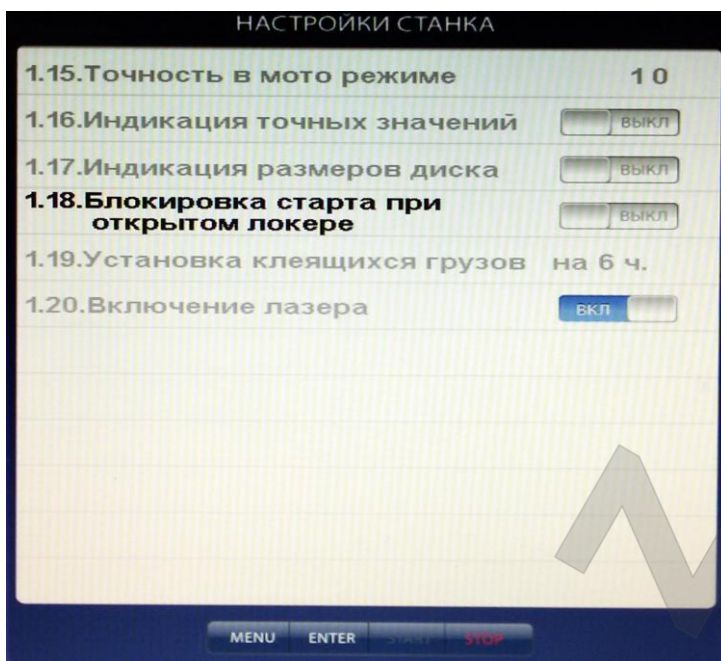 НАСТРОЙКИ СТАНКА
1.15.Точность в мото режиме 1 0
1.16.Индикация точных значений ВЫКЛ
1.17.Индикация размеров диска ВЫКЛ
1.18.Блокировка старта при
открытом локере ВЫКЛ
1.19.Установка клеящихся грузов на 6 ч.
1.20.Включение лазера ВКЛ
MENU ENTER START STOP